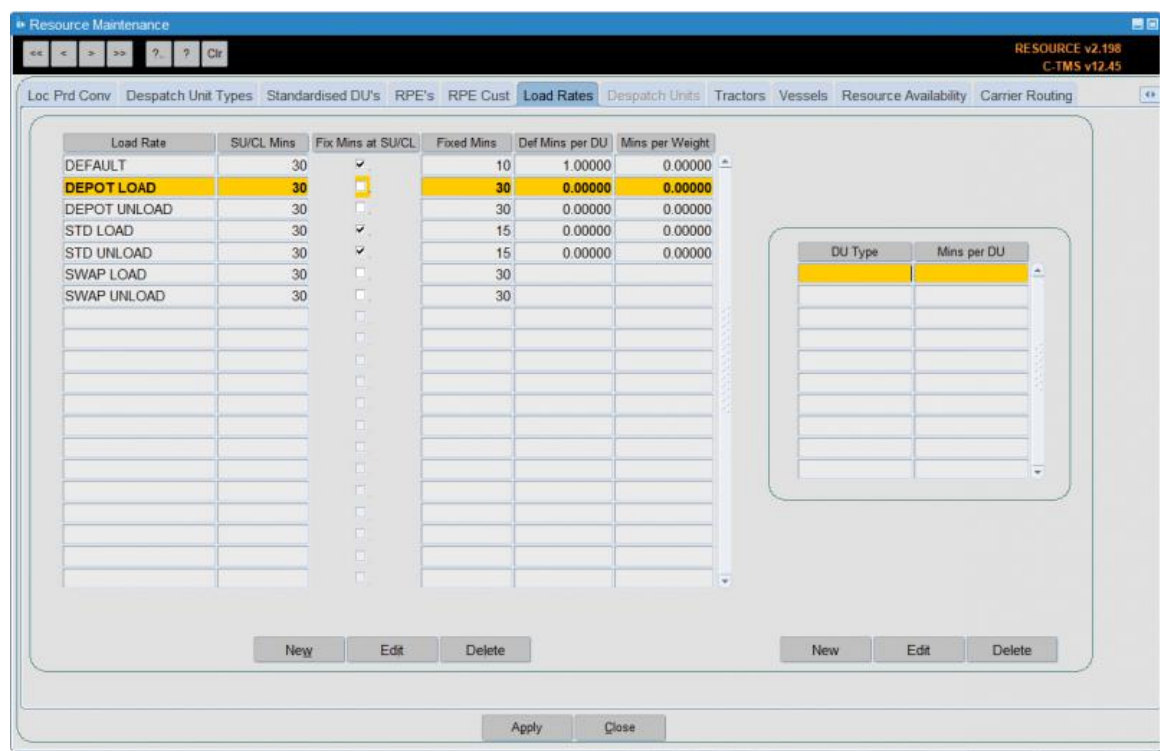 Resource Maintenance
<< < > >> ?.. ? Clr
RESOURCE v2.198
C-TMS v12.45
Loc Prd Conv Despatch Unit Types Standardised DU's RPE's RPE Cust Load Rates Despatch Units Tractors Vessels Resource Availability Carrier Routing
Load Rate SU/CL Mins Fix Mins at SU/CL Fixed Mins Def Mins per DU Mins per Weight
DEFAULT 30 10 1.00000 0.00000
DEPOT LOAD 30 30 0.00000 0.00000
DEPOT UNLOAD 30 30 0.00000 0.00000
STD LOAD 30 15 0.00000 0.00000
STD UNLOAD 30 15 0.00000 0.00000
SWAP LOAD 30 30
SWAP UNLOAD 30 30
DU Type Mins per DU
New Edit Delete
New Edit Delete
Apply Close